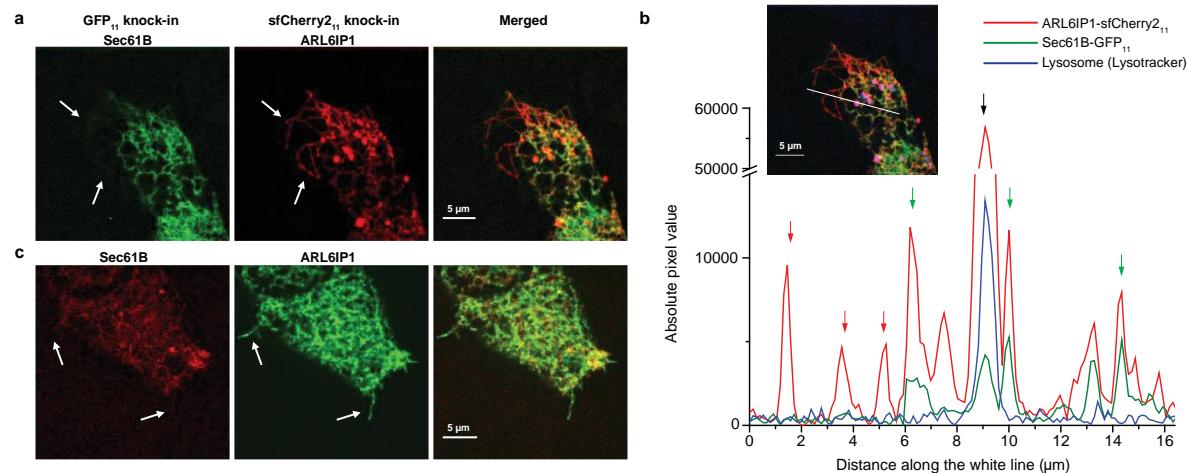 a
GFP₁₁ knock-in
Sec61B
sfCherry2₁₁ knock-in
ARL6IP1
Merged
5 µm
c
Sec61B
ARL6IP1
5 µm
b
ARL6IP1-sfCherry2₁₁
Sec61B-GFP₁₁
Lysosome (Lysotracker)
5 µm
Absolute pixel value
60000
50000
10000
0
0 2 4 6 8 10 12 14 16
Distance along the white line (µm)